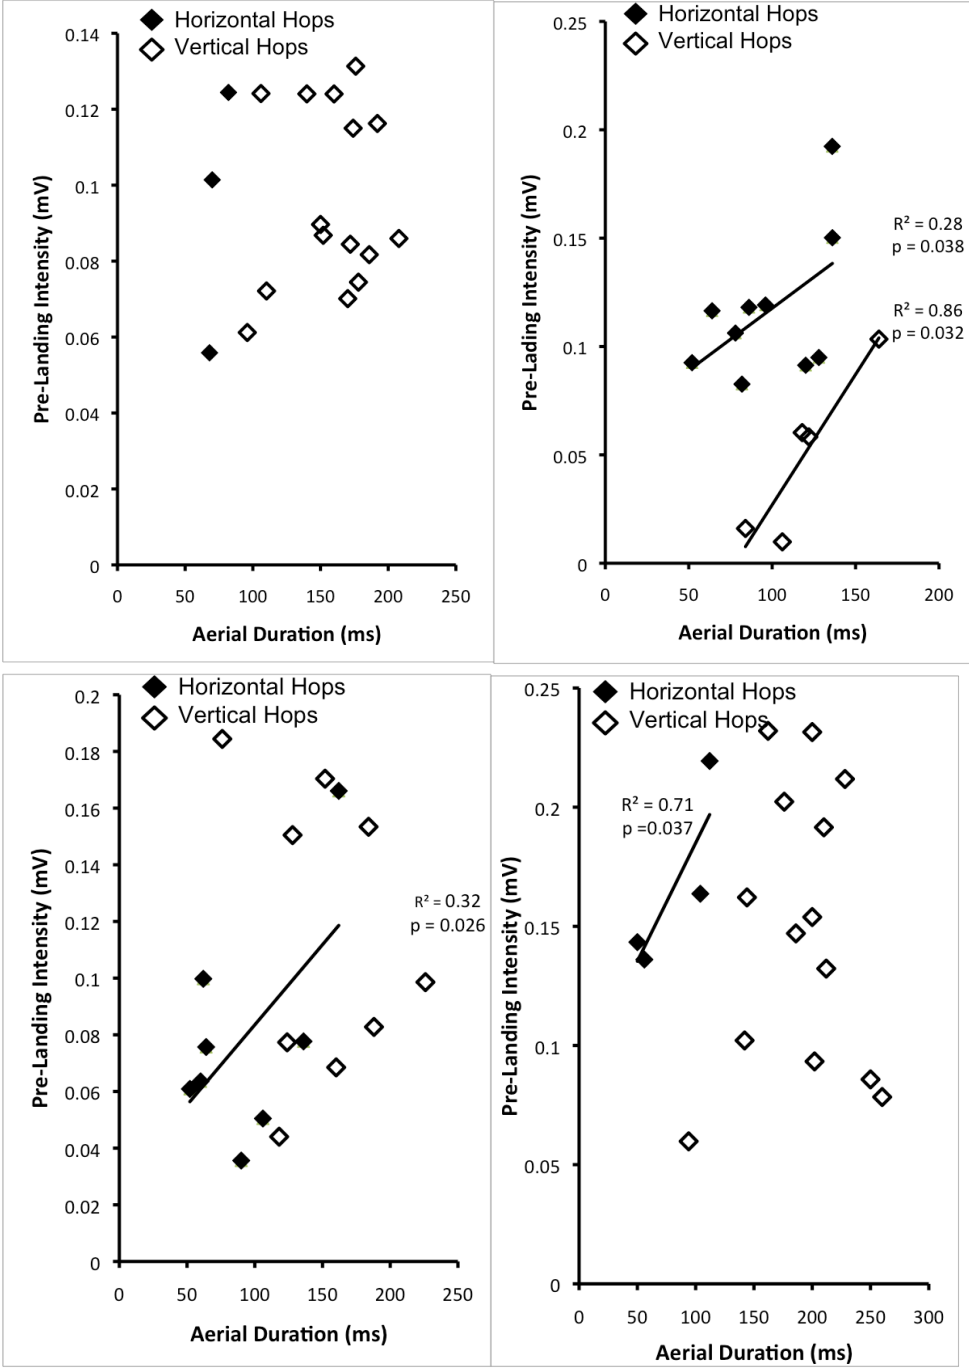 Horizontal Hops
Vertical Hops
0.14
0.12
0.1
0.08
0.06
0.04
0.02
0
0 50 100 150 200 250
Pre-Landing Intensity (mV)
Aerial Duration (ms)
Horizontal Hops
Vertical Hops
0.25
0.2
0.15
0.1
0.05
0
0 50 100 150 200
Pre-Lading Intensity (mV)
Aerial Duration (ms)
R² = 0.28
p = 0.038
R² = 0.86
p = 0.032
Horizontal Hops
Vertical Hops
0.2
0.18
0.16
0.14
0.12
0.1
0.08
0.06
0.04
0.02
0
0 50 100 150 200 250
Pre-Landing Intensity (mV)
Aerial Duration (ms)
R² = 0.32
p = 0.026
Horizontal Hops
Vertical Hops
0.25
0.2
0.15
0.1
0.05
0
0 50 100 150 200 250 300
Pre-Landing Intensity (mV)
Aerial Duration (ms)
R² = 0.71
p =0.037